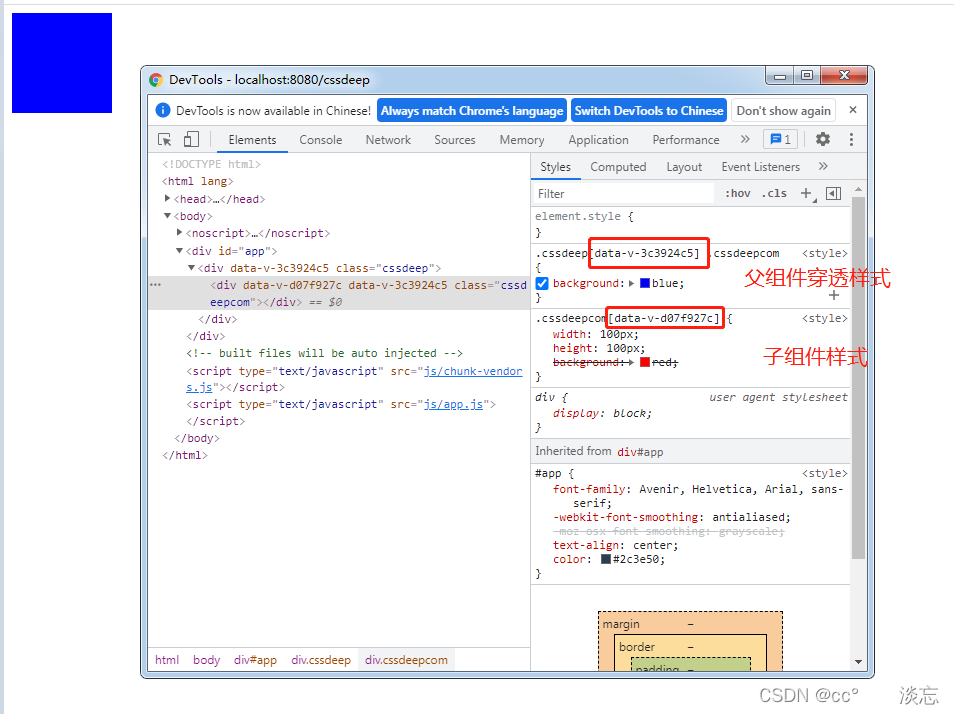 DevTools - localhost:8080/cssdeep
DevTools is now available in Chinese! Always match Chrome's language Switch DevTools to Chinese Don't show again
Elements Console Network Sources Memory Application Performance » 1
<!DOCTYPE html>
<html lang>
<head>…</head>
<body>
<noscript>…</noscript>
<div id="app">
<div data-v-3c3924c5 class="cssdeep">
<div data-v-d07f927c data-v-3c3924c5 class="cssd
eepcom"></div> == $0
</div>
</div>
<!-- built files will be auto injected -->
<script type="text/javascript" src="js/chunk-vendor
s.js"></script>
<script type="text/javascript" src="js/app.js">
</script>
</body>
</html>
html body div#app div.cssdeep div.cssdeepcom
Styles Computed Layout Event Listeners »
Filter :hov .cls +
element.style {
}
.cssdeep[data-v-3c3924c5] .cssdeepcom <style>
{
background: blue;
}
父组件穿透样式
.cssdeepcom[data-v-d07f927c] { <style>
width: 100px;
height: 100px;
background: red;
}
子组件样式
div { user agent stylesheet
display: block;
}
Inherited from div#app
#app { <style>
font-family: Avenir, Helvetica, Arial, sans-
serif;
-webkit-font-smoothing: antialiased;
-moz-osx-font-smoothing: grayscale;
text-align: center;
color: #2c3e50;
}
margin –
border –
padding –
CSDN @cc° 淡忘